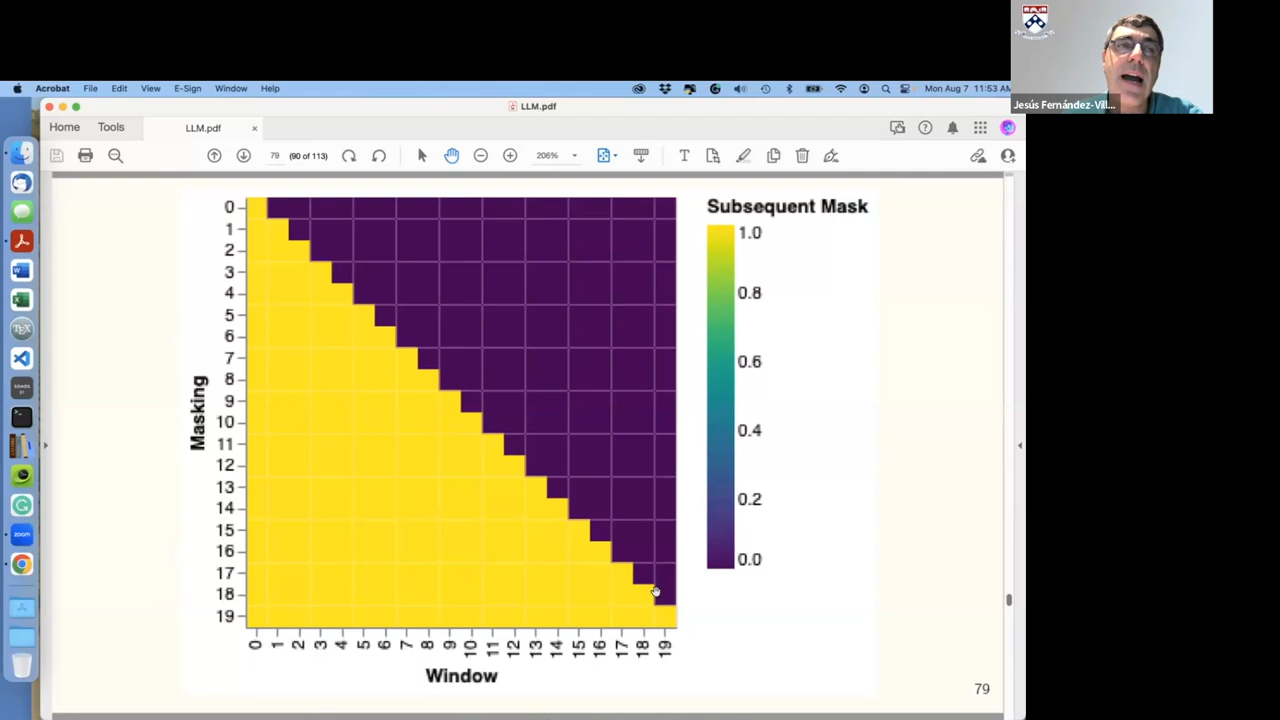 Acrobat File Edit View E-Sign Window Help
Mon Aug 7 11:53 AM
Jesús Fernández-Vill...
LLM.pdf
Home Tools LLM.pdf ×
79 (90 of 113) 206%
Subsequent Mask
1.0
0.8
0.6
0.4
0.2
0.0
Masking
0
1
2
3
4
5
6
7
8
9
10
11
12
13
14
15
16
17
18
19
0 1 2 3 4 5 6 7 8 9 10 11 12 13 14 15 16 17 18 19
Window
79
TEX
SONOS
zoom